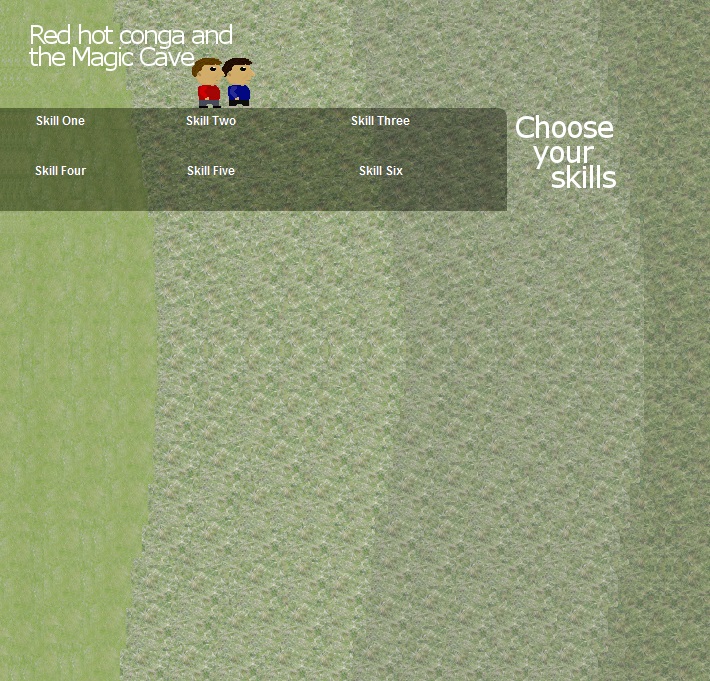 Red hot conga and
the Magic Cave
Skill One
Skill Two
Skill Three
Skill Four
Skill Five
Skill Six
Choose
your
skills